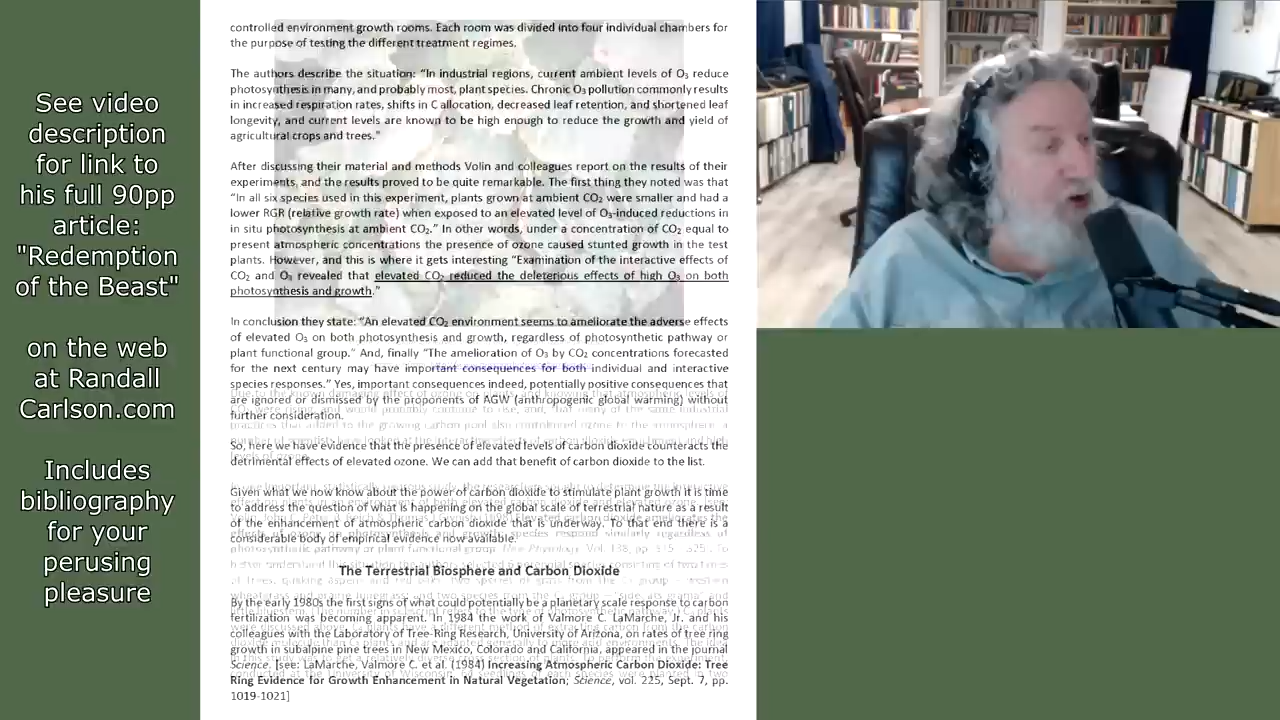 See video
description
for link to
his full 90pp
article:
"Redemption
of the Beast"
on the web
at Randall
Carlson.com
Includes
bibliography
for your
perusing
pleasure
controlled environment growth rooms. Each room was divided into four individual chambers for
the purpose of testing the different treatment regimes.
The authors describe the situation: “In industrial regions, current ambient levels of O₃ reduce
photosynthesis in many, and probably most, plant species. Chronic O₃ pollution commonly results
in increased respiration rates, shifts in C allocation, decreased leaf retention, and shortened leaf
longevity, and current levels are known to be high enough to reduce the growth and yield of
agricultural crops and trees.”
After discussing their material and methods Volin and colleagues report on the results of their
experiments, and the results proved to be quite remarkable. The first thing they noted was that
“In all six species used in this experiment, plants grown at ambient CO₂ were smaller and had a
lower RGR (relative growth rate) when exposed to an elevated level of O₃-induced reductions in
in situ photosynthesis at ambient CO₂.” In other words, under a concentration of CO₂ equal to
present atmospheric concentrations the presence of ozone caused stunted growth in the test
plants. However, and this is where it gets interesting “Examination of the interactive effects of
CO₂ and O₃ revealed that elevated CO₂ reduced the deleterious effects of high O₃ on both
photosynthesis and growth.”
In conclusion they state: “An elevated CO₂ environment seems to ameliorate the adverse effects
of elevated O₃ on both photosynthesis and growth, regardless of photosynthetic pathway or
plant functional group.” And, finally “The amelioration of O₃ by CO₂ concentrations forecasted
for the next century may have important consequences for both individual and interactive
species responses.” Yes, important consequences indeed, potentially positive consequences that
are ignored or dismissed by the proponents of AGW (anthropogenic global warming) without
further consideration.
So, here we have evidence that the presence of elevated levels of carbon dioxide counteracts the
detrimental effects of elevated ozone. We can add that benefit of carbon dioxide to the list.
Given what we now know about the power of carbon dioxide to stimulate plant growth it is time
to address the question of what is happening on the global scale of terrestrial nature as a result
of the enhancement of atmospheric carbon dioxide that is underway. To that end there is a
considerable body of empirical evidence now available.
The Terrestrial Biosphere and Carbon Dioxide
By the early 1980s the first signs of what could potentially be a planetary scale response to carbon
fertilization was becoming apparent. In 1984 the work of Valmore C. LaMarche, Jr. and his
colleagues with the Laboratory of Tree-Ring Research, University of Arizona, on rates of tree ring
growth in subalpine pine trees in New Mexico, Colorado and California, appeared in the journal
Science. [see: LaMarche, Valmore C. et al. (1984) Increasing Atmospheric Carbon Dioxide: Tree
Ring Evidence for Growth Enhancement in Natural Vegetation; Science, vol. 225, Sept. 7, pp.
1019-1021]